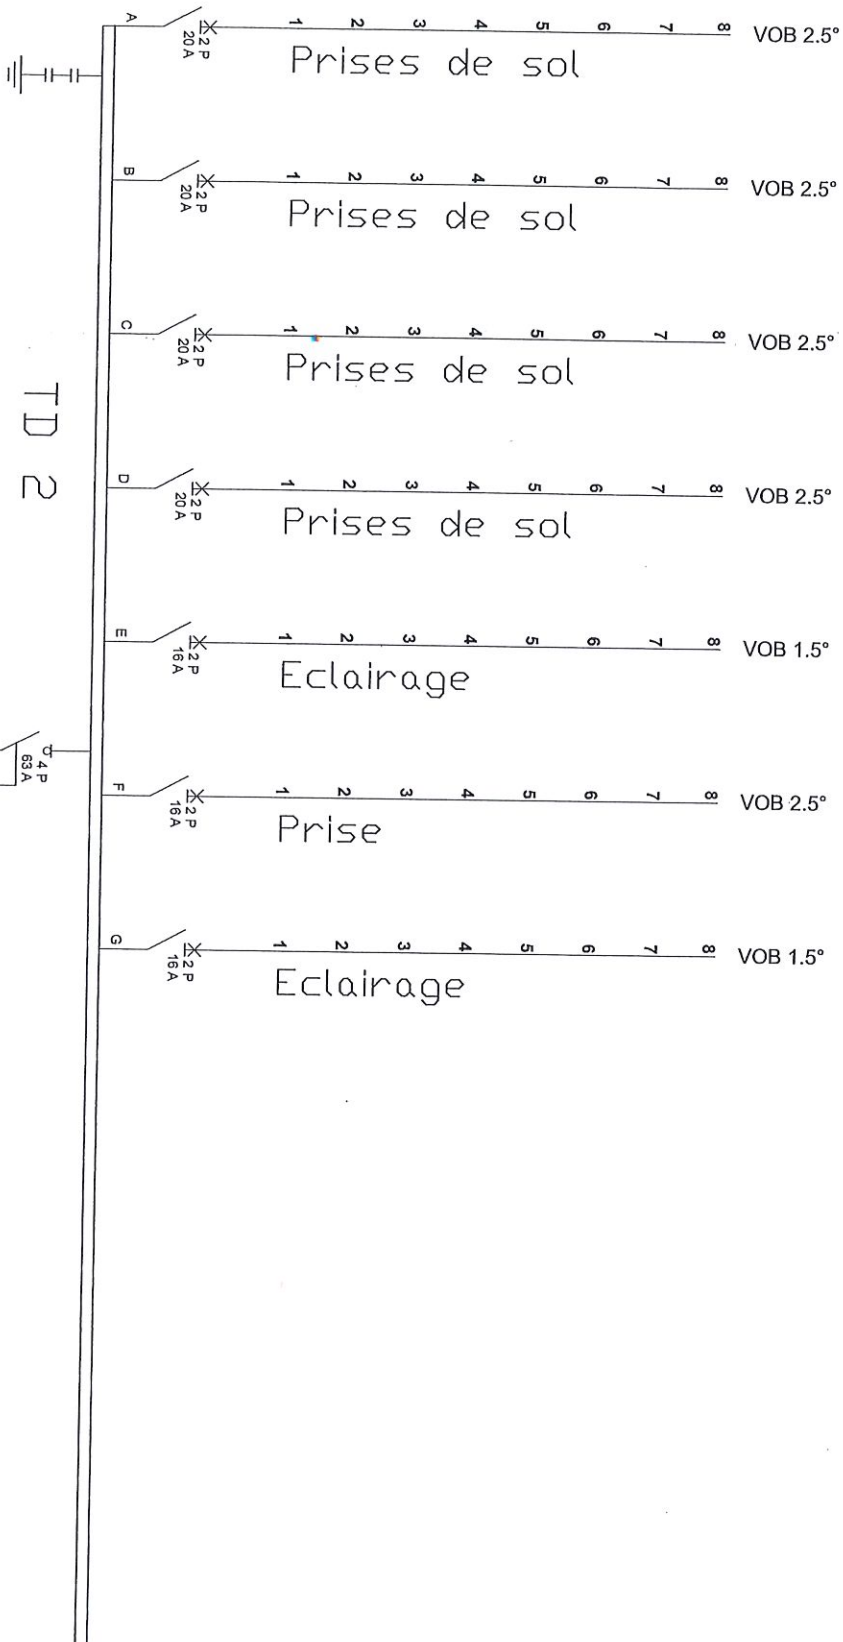 A
2 P
20 A
1 2 3 4 5 6 7 8
VOB 2.5°
Prises de sol
B
2 P
20 A
1 2 3 4 5 6 7 8
VOB 2.5°
Prises de sol
C
2 P
20 A
1 2 3 4 5 6 7 8
VOB 2.5°
Prises de sol
D
2 P
20 A
1 2 3 4 5 6 7 8
VOB 2.5°
Prises de sol
E
2 P
16 A
1 2 3 4 5 6 7 8
VOB 1.5°
Eclairage
F
2 P
16 A
1 2 3 4 5 6 7 8
VOB 2.5°
Prise
G
2 P
16 A
1 2 3 4 5 6 7 8
VOB 1.5°
Eclairage
TD 2
4 P
63 A